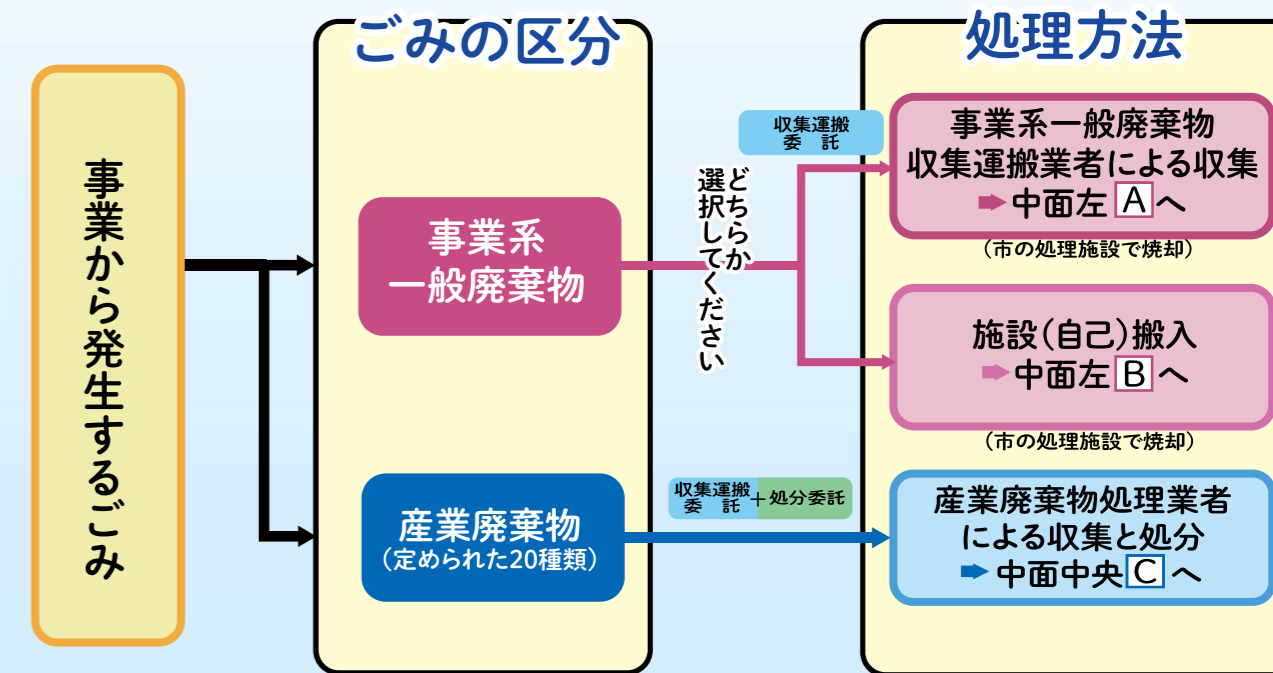 ごみの区分
処理方法
事業から発生するごみ
事業系
一般廃棄物
どちらか
選択してください
収集運搬
委　託
事業系一般廃棄物
収集運搬業者による収集
➡中面左 A へ
(市の処理施設で焼却)
施設(自己)搬入
➡中面左 B へ
(市の処理施設で焼却)
産業廃棄物
(定められた20種類)
収集運搬
委　託
＋処分委託
産業廃棄物処理業者
による収集と処分
➡中面中央 C へ